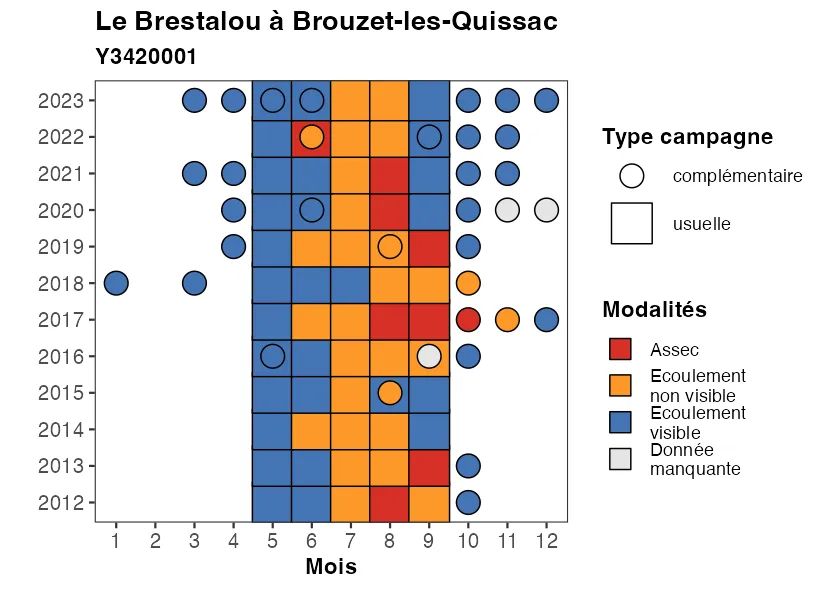 Le Brestalou à Brouzet-les-Quissac
Y3420001
2023
2022
2021
2020
2019
2018
2017
2016
2015
2014
2013
2012
1 2 3 4 5 6 7 8 9 10 11 12
Mois
Type campagne
complémentaire
usuelle
Modalités
Assec
Ecoulement
non visible
Ecoulement
visible
Donnée
manquante